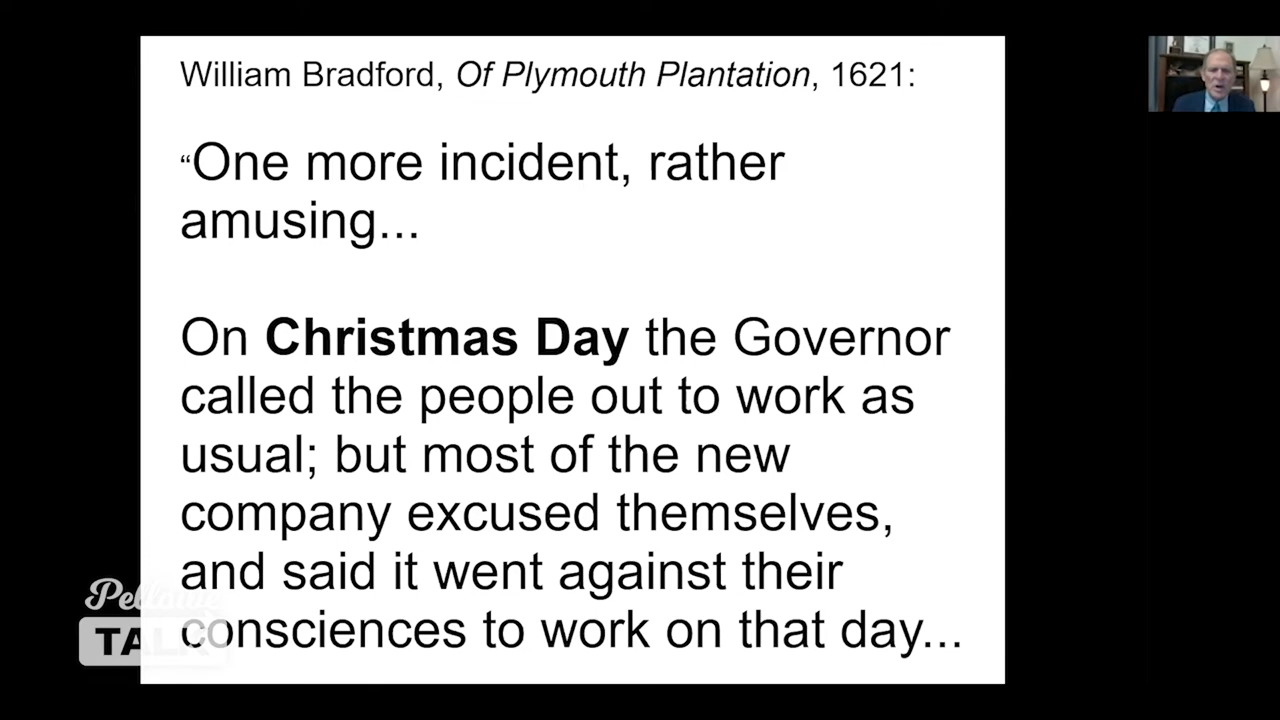 William Bradford, Of Plymouth Plantation, 1621:
“One more incident, rather
amusing...
On Christmas Day the Governor
called the people out to work as
usual; but most of the new
company excused themselves,
and said it went against their
consciences to work on that day...
TALK